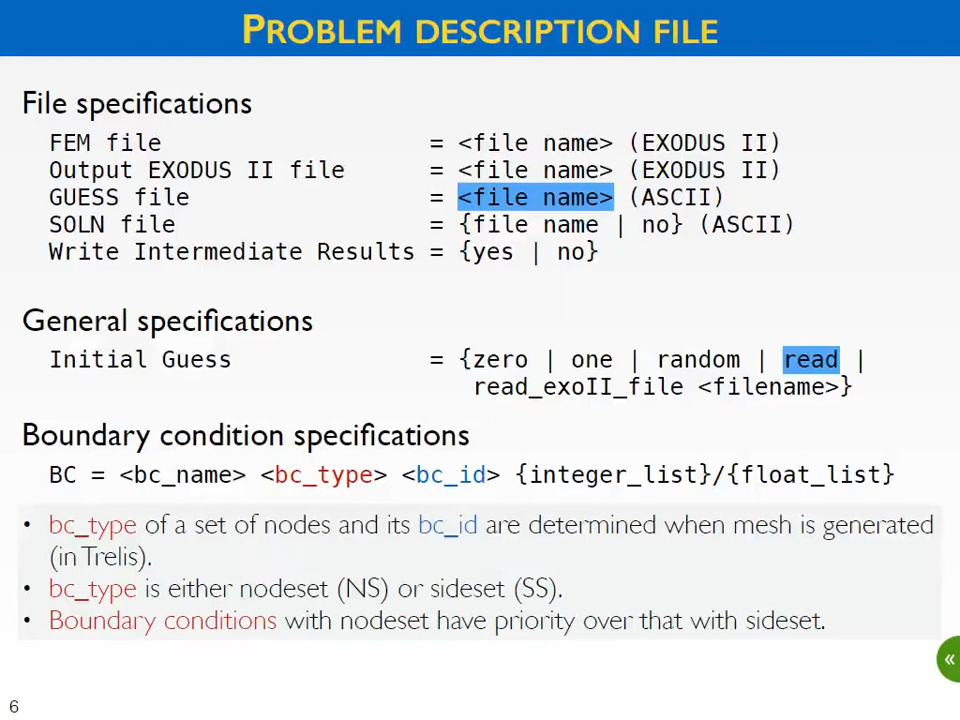 PROBLEM DESCRIPTION FILE
File specifications
FEM file = <file name> (EXODUS II)
Output EXODUS II file = <file name> (EXODUS II)
GUESS file = <file name> (ASCII)
SOLN file = {file name | no} (ASCII)
Write Intermediate Results = {yes | no}
General specifications
Initial Guess = {zero | one | random | read |
read_exoII_file <filename>}
Boundary condition specifications
BC = <bc_name> <bc_type> <bc_id> {integer_list}/{float_list}
• bc_type of a set of nodes and its bc_id are determined when mesh is generated
(in Trelis).
• bc_type is either nodeset (NS) or sideset (SS).
• Boundary conditions with nodeset have priority over that with sideset.
«
6